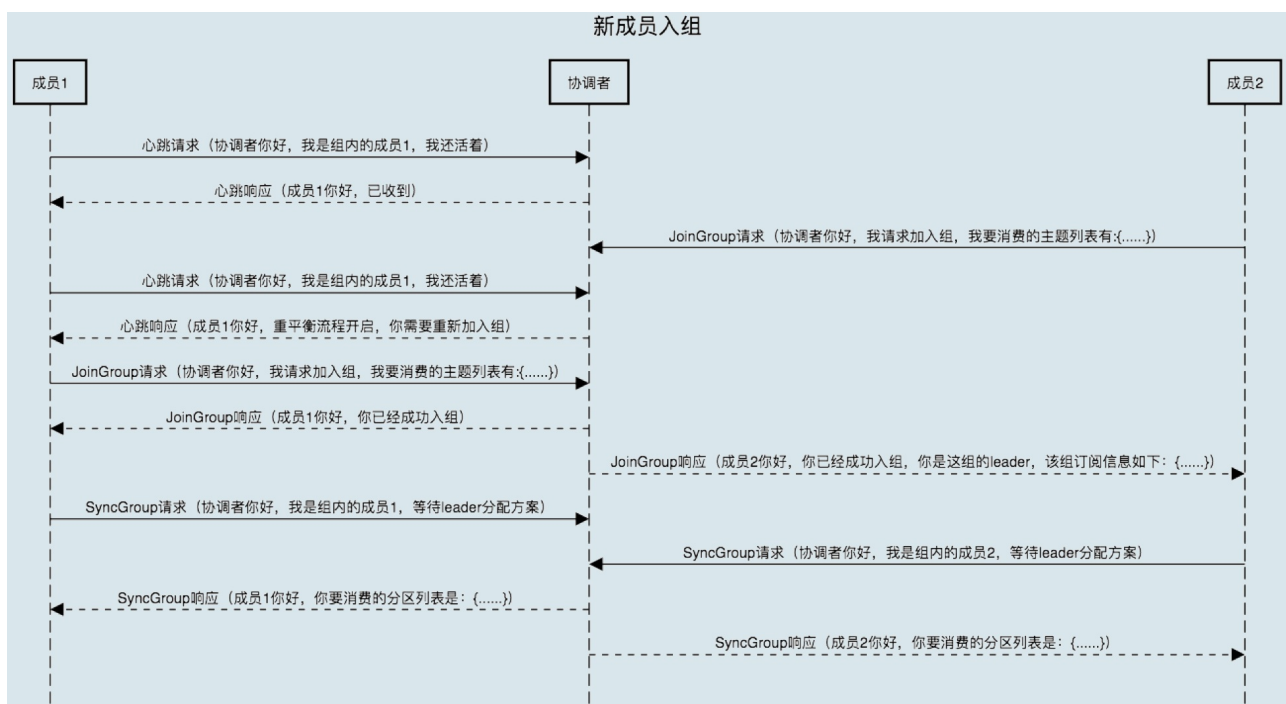 新成员入组
成员1
协调者
成员2
心跳请求（协调者你好，我是组内的成员1，我还活着）
心跳响应（成员1你好，已收到）
JoinGroup请求（协调者你好，我请求加入组，我要消费的主题列表有:{......}）
心跳请求（协调者你好，我是组内的成员1，我还活着）
心跳响应（成员1你好，重平衡流程开启，你需要重新加入组）
JoinGroup请求（协调者你好，我请求加入组，我要消费的主题列表有:{......}）
JoinGroup响应（成员1你好，你已经成功入组）
JoinGroup响应（成员2你好，你已经成功入组，你是这组的leader，该组订阅信息如下：{......}）
SyncGroup请求（协调者你好，我是组内的成员1，等待leader分配方案）
SyncGroup请求（协调者你好，我是组内的成员2，等待leader分配方案）
SyncGroup响应（成员1你好，你要消费的分区列表是：{......}）
SyncGroup响应（成员2你好，你要消费的分区列表是：{......}）